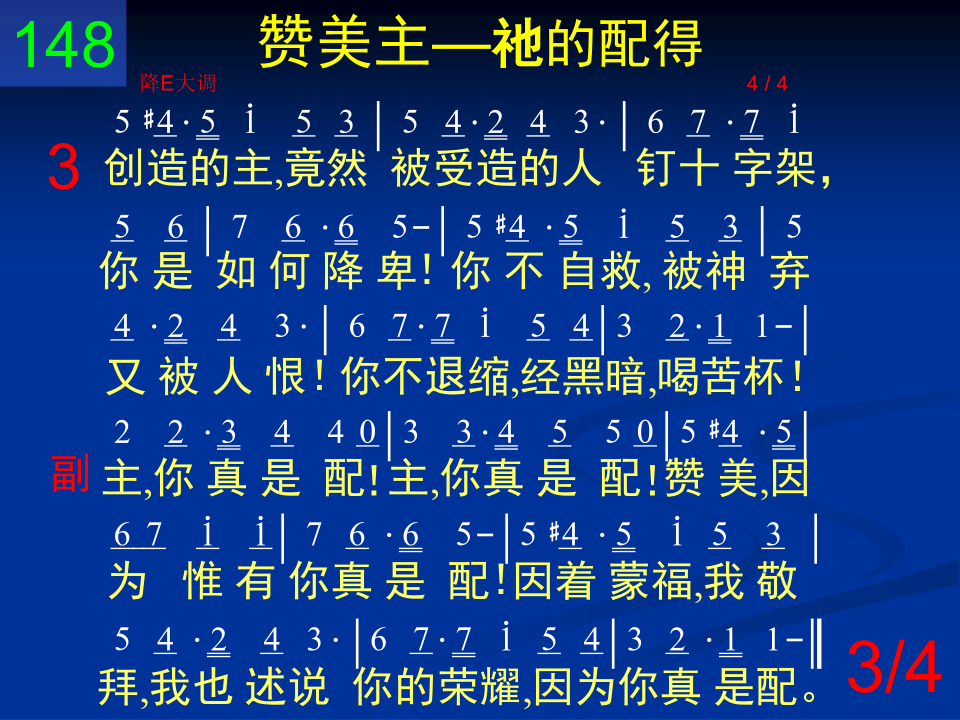 148 赞美主—祂的配得
降E大调 4 / 4
5 #4 · 5 i 5 3 | 5 4 · 2 4 3 · | 6 7 · 7 i
3 创造的主,竟然 被受造的人 钉十 字架,
5 6 | 7 6 · 6 5 - | 5 #4 · 5 i 5 3 | 5
你 是 如 何 降 卑! 你 不 自救, 被神 弃
4 · 2 4 3 · | 6 7 · 7 i 5 4 | 3 2 · 1 1 - |
又 被 人 恨! 你不退缩,经黑暗,喝苦杯!
2 2 · 3 4 4 0 | 3 3 · 4 5 5 0 | 5 #4 · 5 |
副 主,你 真 是 配! 主,你真 是 配! 赞 美,因
6 7 i i | 7 6 · 6 5 - | 5 #4 · 5 i 5 3 |
为 惟 有 你真 是 配! 因着 蒙福,我 敬
5 4 · 2 4 3 · | 6 7 · 7 i 5 4 | 3 2 · 1 1 - ‖
拜,我也 述说 你的荣耀,因为你真 是配。
3/4